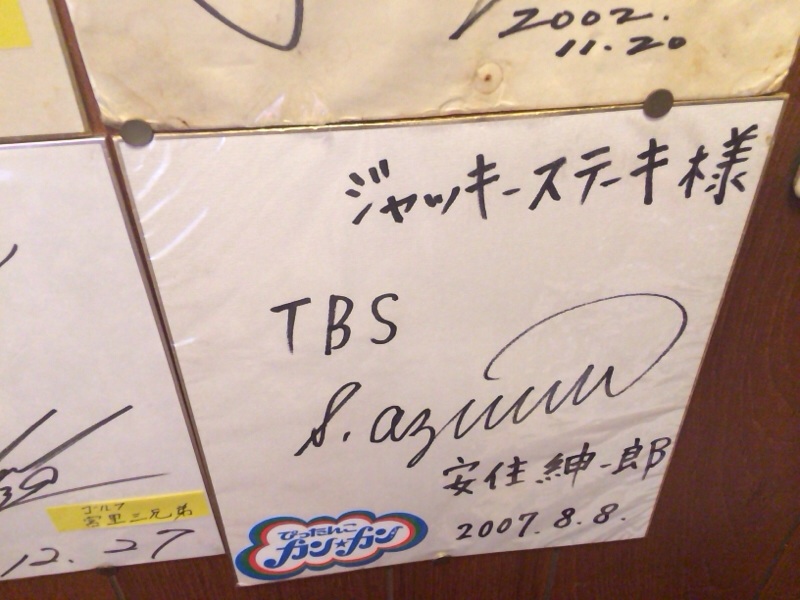 2002.
11.20
ジャッキーステーキ様
TBS
S. azumi
安住紳一郎
2007.8.8.
ぴったんこ
カン★カン
ゴルフ
宮里三兄弟
12.27